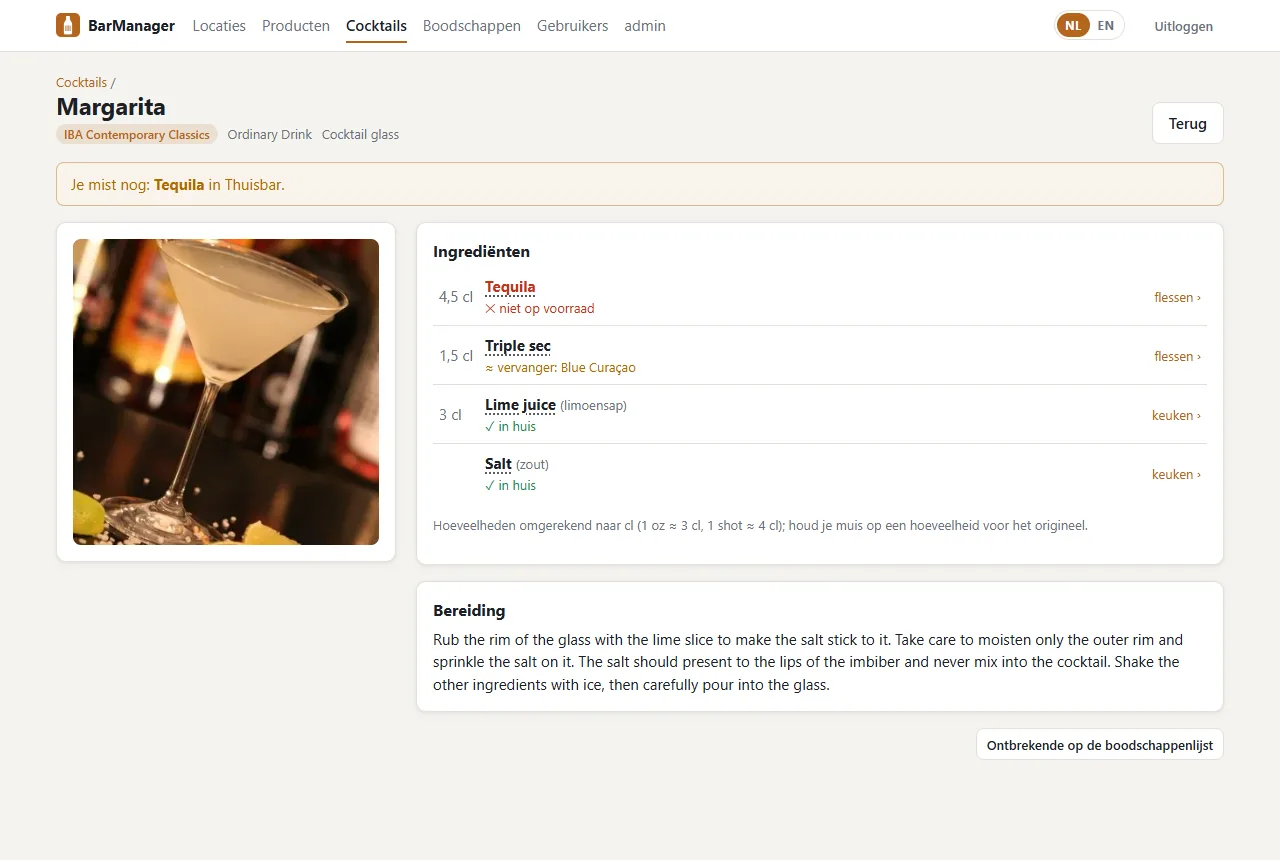 BarManager Locaties Producten Cocktails Boodschappen Gebruikers admin NL EN Uitloggen
Cocktails /
Margarita
IBA Contemporary Classics Ordinary Drink Cocktail glass
Terug
Je mist nog: Tequila in Thuisbar.
Ingrediënten
4,5 cl Tequila
✕ niet op voorraad
flessen ›
1,5 cl Triple sec
≈ vervanger: Blue Curaçao
flessen ›
3 cl Lime juice (limoensap)
✓ in huis
keuken ›
Salt (zout)
✓ in huis
keuken ›
Hoeveelheden omgerekend naar cl (1 oz ≈ 3 cl, 1 shot ≈ 4 cl); houd je muis op een hoeveelheid voor het origineel.
Bereiding
Rub the rim of the glass with the lime slice to make the salt stick to it. Take care to moisten only the outer rim and
sprinkle the salt on it. The salt should present to the lips of the imbiber and never mix into the cocktail. Shake the
other ingredients with ice, then carefully pour into the glass.
Ontbrekende op de boodschappenlijst